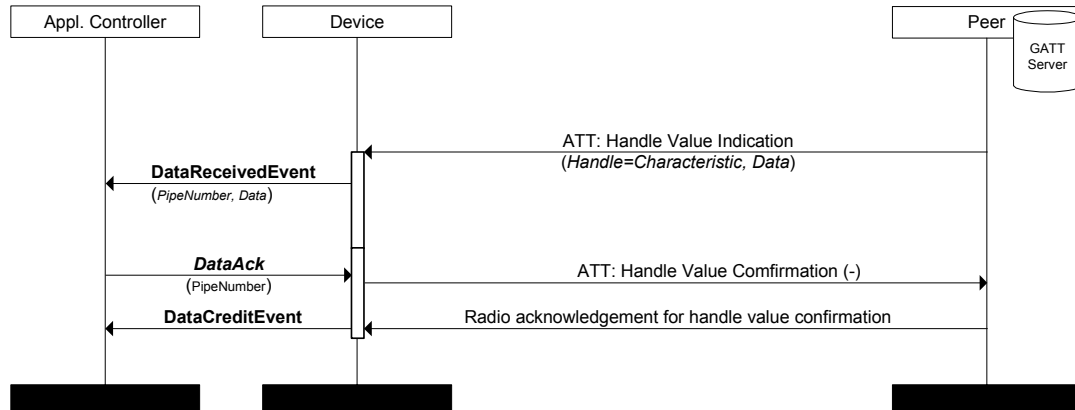 Appl. Controller
Device
Peer
GATT
Server
ATT: Handle Value Indication
(Handle=Characteristic, Data)
DataReceivedEvent
(PipeNumber, Data)
DataAck
(PipeNumber)
ATT: Handle Value Comfirmation (-)
DataCreditEvent
Radio acknowledgement for handle value confirmation